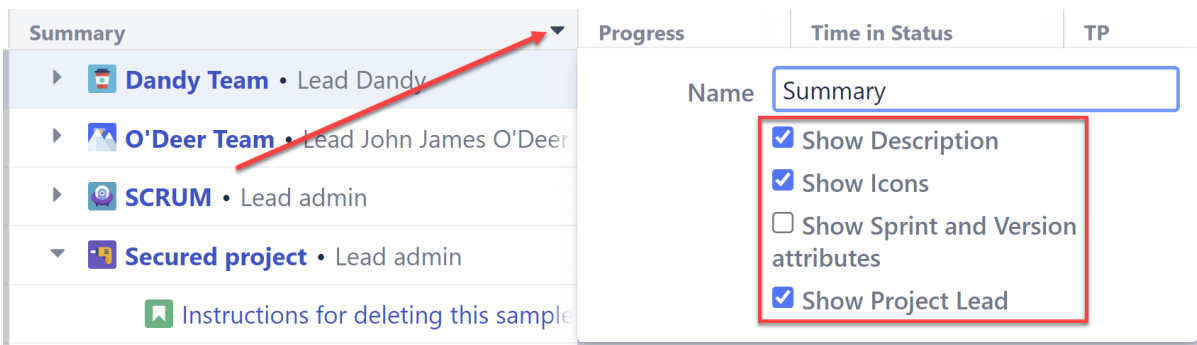 Summary Progress Time in Status TP
Dandy Team • Lead Dandy
O'Deer Team • Lead John James O'Deer
SCRUM • Lead admin
Secured project • Lead admin
Instructions for deleting this sample
Name Summary
Show Description
Show Icons
Show Sprint and Version
attributes
Show Project Lead